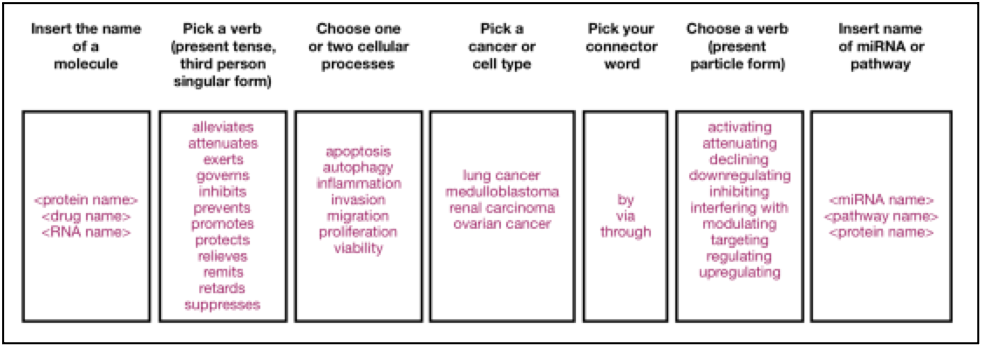 Insert the name
of a
molecule
Pick a verb
(present tense,
third person
singular form)
Choose one
or two cellular
processes
Pick a
cancer or
cell type
Pick your
connector
word
Choose a verb
(present
particle form)
Insert name
of miRNA or
pathway
<protein name>
<drug name>
<RNA name>
alleviates
attenuates
exerts
governs
inhibits
prevents
promotes
protects
relieves
remits
retards
suppresses
apoptosis
autophagy
inflammation
invasion
migration
proliferation
viability
lung cancer
medulloblastoma
renal carcinoma
ovarian cancer
by
via
through
activating
attenuating
declining
downregulating
inhibiting
interfering with
modulating
targeting
regulating
upregulating
<miRNA name>
<pathway name>
<protein name>